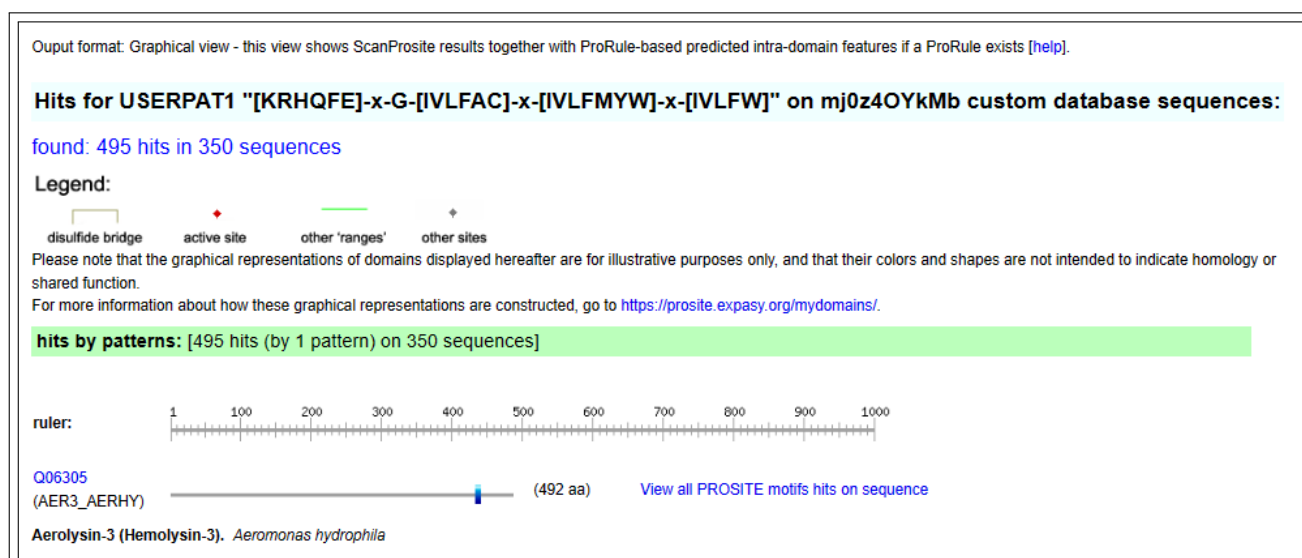 Ouput format: Graphical view - this view shows ScanProsite results together with ProRule-based predicted intra-domain features if a ProRule exists [help].
Hits for USERPAT1 "[KRHQFE]-x-G-[IVLFAC]-x-[IVLFMYW]-x-[IVLFW]" on mj0z4OYkMb custom database sequences:
found: 495 hits in 350 sequences
Legend:
disulfide bridge active site other 'ranges' other sites
Please note that the graphical representations of domains displayed hereafter are for illustrative purposes only, and that their colors and shapes are not intended to indicate homology or
shared function.
For more information about how these graphical representations are constructed, go to https://prosite.expasy.org/mydomains/.
hits by patterns: [495 hits (by 1 pattern) on 350 sequences]
1 100 200 300 400 500 600 700 800 900 1000
ruler:
Q06305
(AER3_AERHY) (492 aa) View all PROSITE motifs hits on sequence
Aerolysin-3 (Hemolysin-3). Aeromonas hydrophila